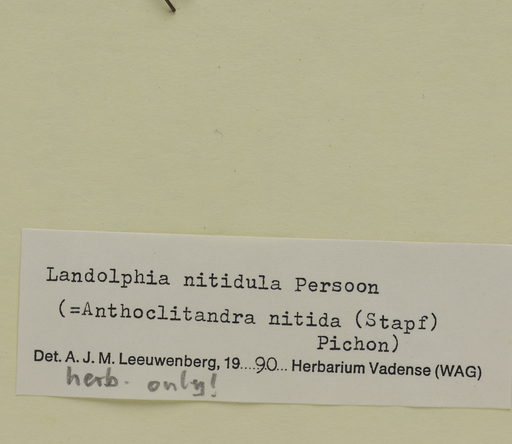 Landolphia nitidula Persoon
(=Anthoclitandra nitida (Stapf)
Pichon)
Det. A. J. M. Leeuwenberg, 19....90... Herbarium Vadense (WAG)
herb. only!